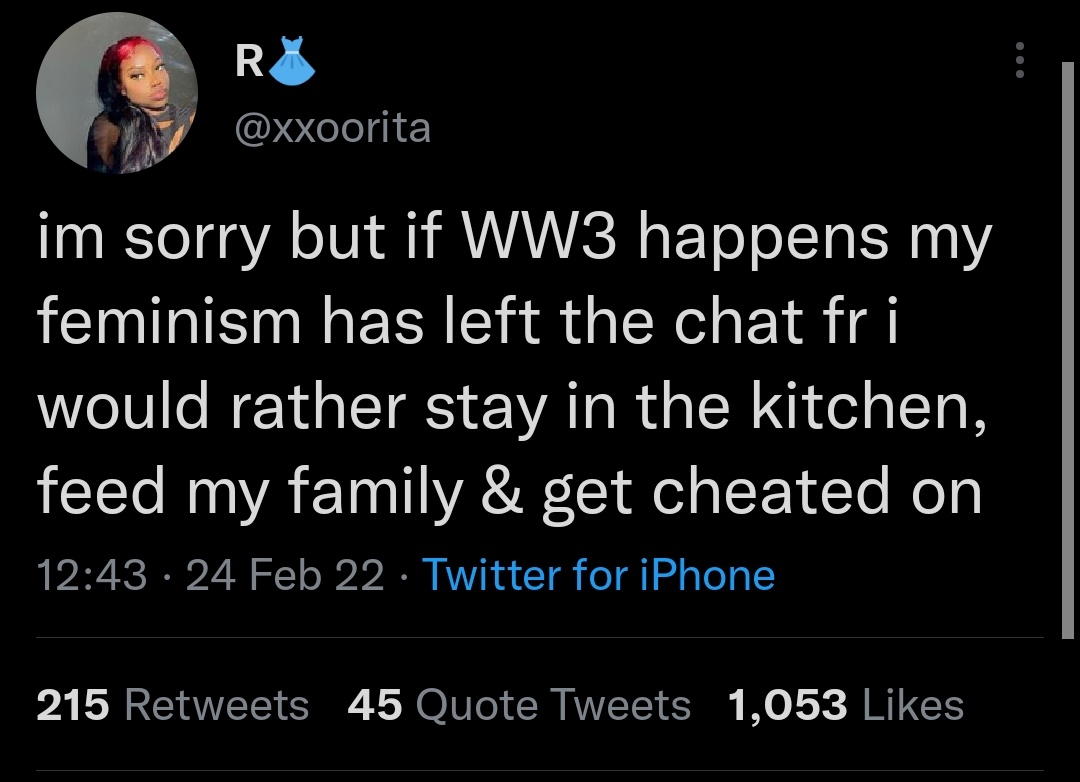 R👗
@xxoorita
im sorry but if WW3 happens my
feminism has left the chat fr i
would rather stay in the kitchen,
feed my family & get cheated on
12:43 · 24 Feb 22 · Twitter for iPhone
215 Retweets 45 Quote Tweets 1,053 Likes